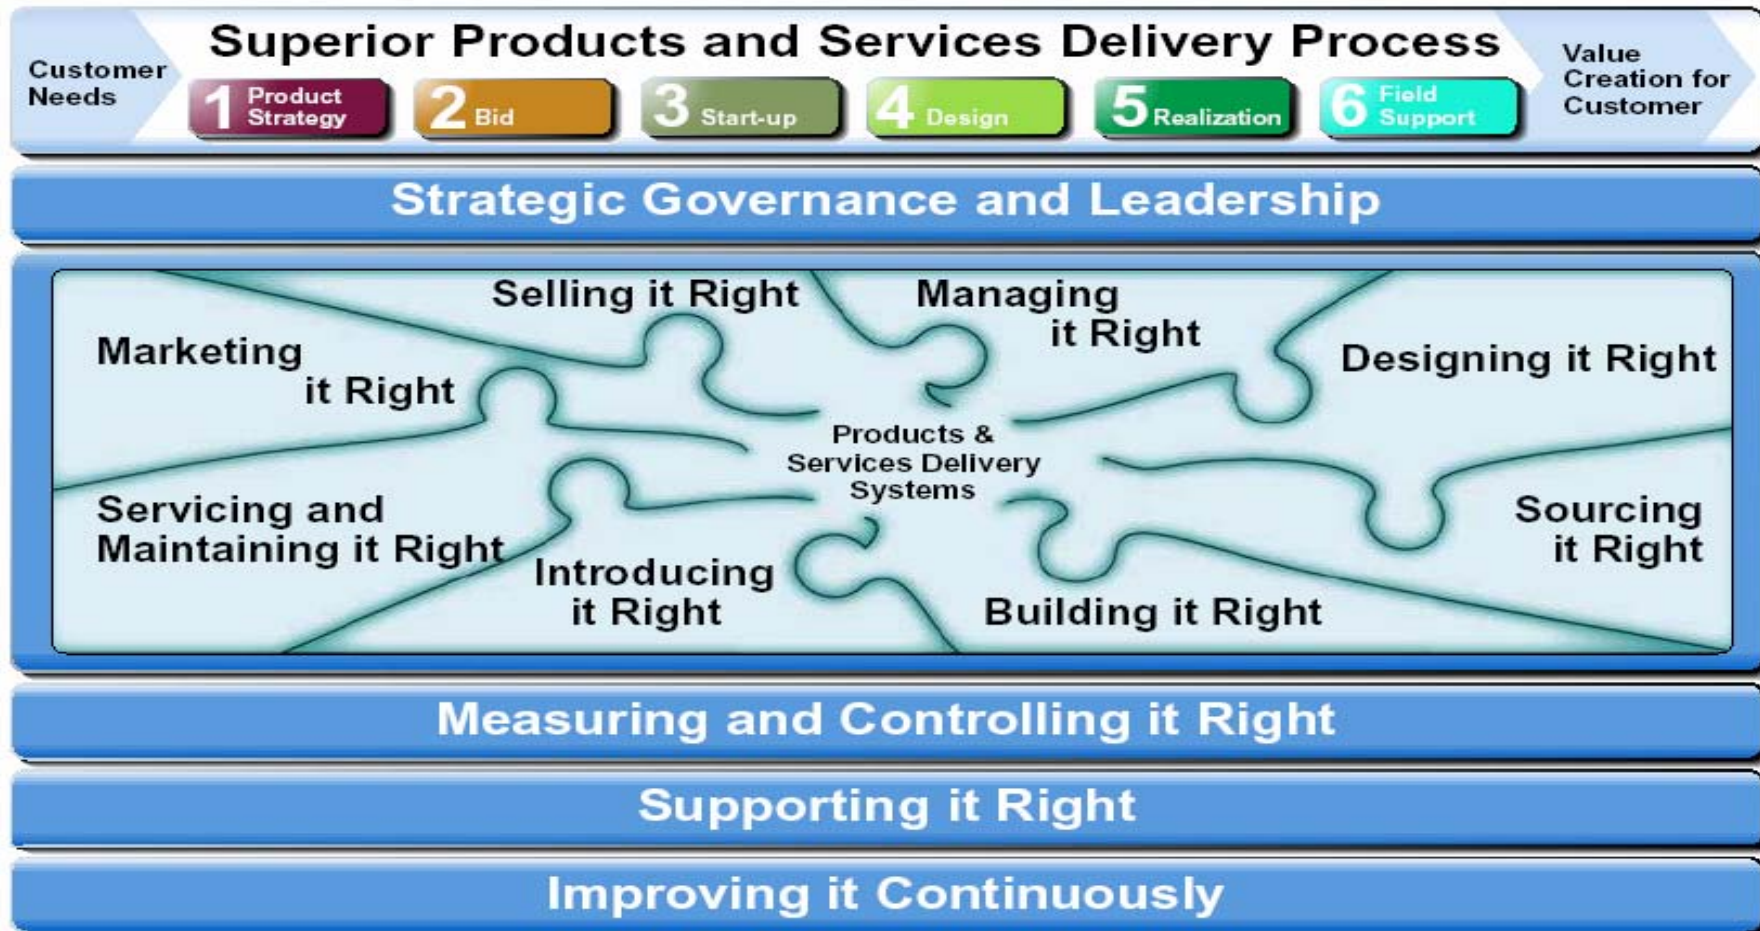 Superior Products and Services Delivery Process
Customer
Needs
1 Product
Strategy
2 Bid
3 Start-up
4 Design
5 Realization
6 Field
Support
Value
Creation for
Customer
Strategic Governance and Leadership
Selling it Right
Managing
it Right
Marketing
it Right
Designing it Right
Products &
Services Delivery
Systems
Servicing and
Maintaining it Right
Sourcing
it Right
Introducing
it Right
Building it Right
Measuring and Controlling it Right
Supporting it Right
Improving it Continuously